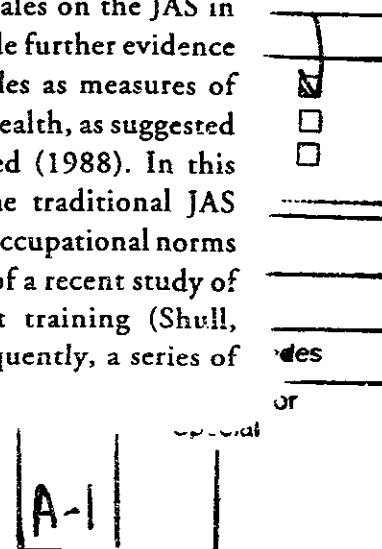 ales on the JAS in
le further evidence
les as measures of
ealth, as suggested
ed (1988). In this
ne traditional JAS
ccupational norms
of a recent study of
t training (Shull,
quently, a series of
des
or
A-1